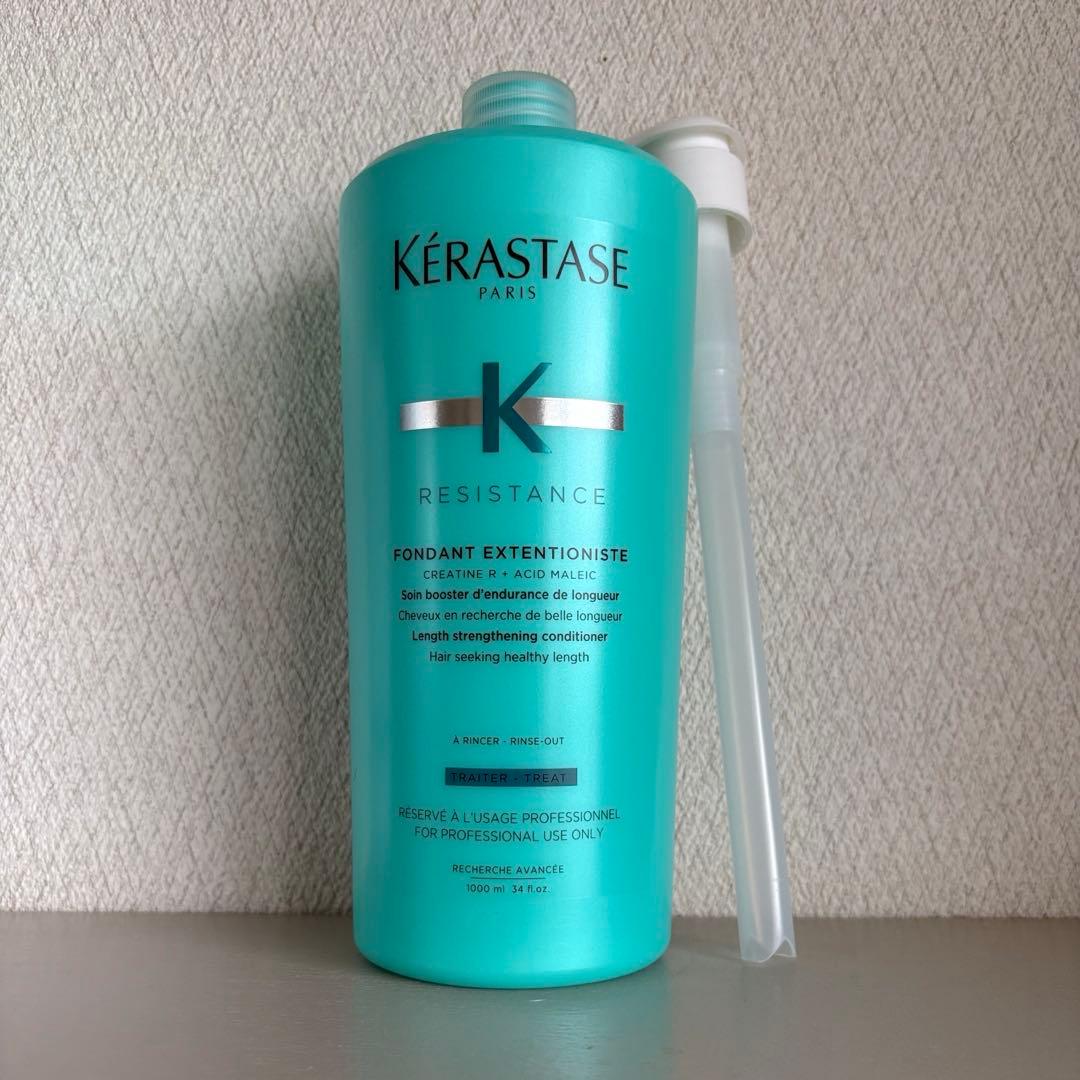 KÉRASTASE
PARIS
K
RESISTANCE
FONDANT EXTENTIONISTE
CREATINE R + ACID MALEIC
Soin booster d'endurance de longueur
Cheveux en recherche de belle longueur
Length strengthening conditioner
Hair seeking healthy length
À RINCER - RINSE-OUT
TRAITER - TREAT
RÉSERVÉ À L'USAGE PROFESSIONNEL
FOR PROFESSIONAL USE ONLY
RECHERCHE AVANCÉE
1000 ml 34 fl.oz.